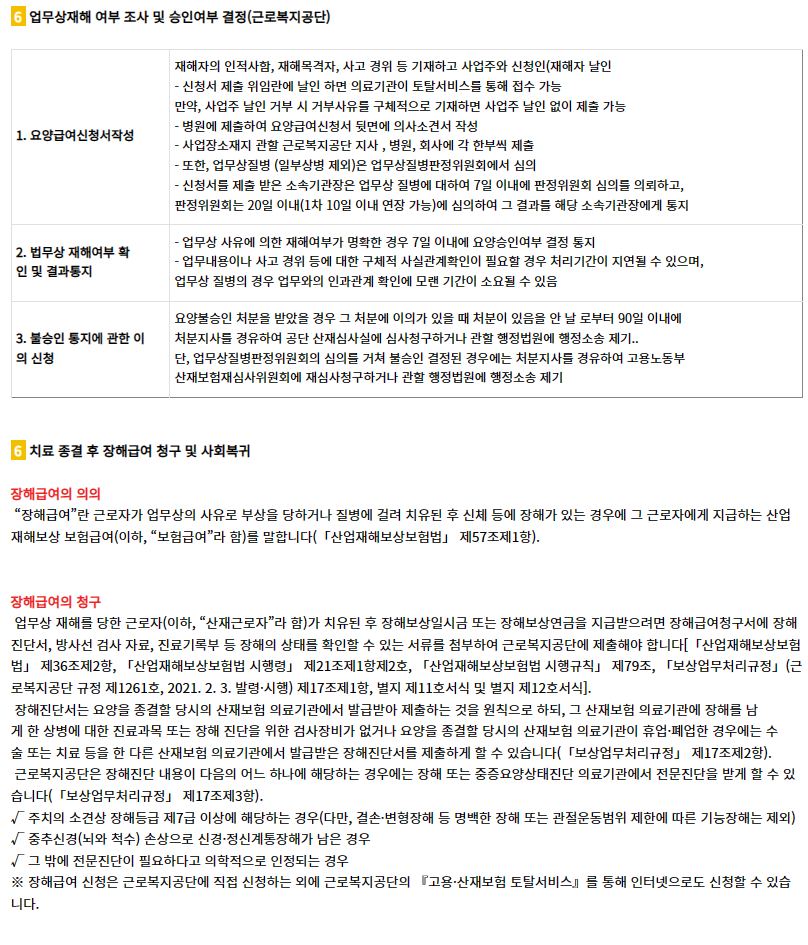 6 업무상재해 여부 조사 및 승인여부 결정(근로복지공단)
1. 요양급여신청서작성
재해자의 인적사함, 재해목격자, 사고 경위 등 기재하고 사업주와 신청인(재해자 날인
- 신청서 제출 위임란에 날인 하면 의료기관이 토탈서비스를 통해 접수 가능
만약, 사업주 날인 거부 시 거부사유를 구체적으로 기재하면 사업주 날인 없이 제출 가능
- 병원에 제출하여 요양급여신청서 뒷면에 의사소견서 작성
- 사업장소재지 관할 근로복지공단 지사 , 병원, 회사에 각 한부씩 제출
- 또한, 업무상질병 (일부상병 제외)은 업무상질병판정위원회에서 심의
- 신청서를 제출 받은 소속기관장은 업무상 질병에 대하여 7일 이내에 판정위원회 심의를 의뢰하고,
판정위원회는 20일 이내(1차 10일 이내 연장 가능)에 심의하여 그 결과를 해당 소속기관장에게 통지
2. 법무상 재해여부 확
인 및 결과통지
- 업무상 사유에 의한 재해여부가 명확한 경우 7일 이내에 요양승인여부 결정 통지
- 업무내용이나 사고 경위 등에 대한 구체적 사실관계확인이 필요할 경우 처리기간이 지연될 수 있으며,
업무상 질병의 경우 업무와의 인과관계 확인에 모랜 기간이 소요될 수 있음
3. 불승인 통지에 관한 이
의 신청
요양불승인 처분을 받았을 경우 그 처분에 이의가 있을 때 처분이 있음을 안 날 로부터 90일 이내에
처분지사를 경유하여 공단 산재심사실에 심사청구하거나 관할 행정법원에 행정소송 제기..
단, 업무상질병판정위원회의 심의를 거쳐 불승인 결정된 경우에는 처분지사를 경유하여 고용노동부
산재보험재심사위원회에 재심사청구하거나 관할 행정법원에 행정소송 제기
6 치료 종결 후 장해급여 청구 및 사회복귀
장해급여의 의의
“장해급여”란 근로자가 업무상의 사유로 부상을 당하거나 질병에 걸려 치유된 후 신체 등에 장해가 있는 경우에 그 근로자에게 지급하는 산업
재해보상 보험급여(이하, “보험급여”라 함)를 말합니다(「산업재해보상보험법」 제57조제1항).
장해급여의 청구
업무상 재해를 당한 근로자(이하, “산재근로자”라 함)가 치유된 후 장해보상일시금 또는 장해보상연금을 지급받으려면 장해급여청구서에 장해
진단서, 방사선 검사 자료, 진료기록부 등 장해의 상태를 확인할 수 있는 서류를 첨부하여 근로복지공단에 제출해야 합니다[「산업재해보상보험
법」 제36조제2항, 「산업재해보상보험법 시행령」 제21조제1항제2호, 「산업재해보상보험법 시행규칙」 제79조, 「보상업무처리규정」(근
로복지공단 규정 제1261호, 2021. 2. 3. 발령·시행) 제17조제1항, 별지 제11호서식 및 별지 제12호서식].
장해진단서는 요양을 종결할 당시의 산재보험 의료기관에서 발급받아 제출하는 것을 원칙으로 하되, 그 산재보험 의료기관에 장해를 남
게 한 상병에 대한 진료과목 또는 장해 진단을 위한 검사장비가 없거나 요양을 종결할 당시의 산재보험 의료기관이 휴업·폐업한 경우에는 수
술 또는 치료 등을 한 다른 산재보험 의료기관에서 발급받은 장해진단서를 제출하게 할 수 있습니다(「보상업무처리규정」 제17조제2항).
근로복지공단은 장해진단 내용이 다음의 어느 하나에 해당하는 경우에는 장해 또는 중증요양상태진단 의료기관에서 전문진단을 받게 할 수 있
습니다(「보상업무처리규정」 제17조제3항).
√ 주치의 소견상 장해등급 제7급 이상에 해당하는 경우(다만, 결손·변형장해 등 명백한 장해 또는 관절운동범위 제한에 따른 기능장해는 제외)
√ 중추신경(뇌와 척수) 손상으로 신경·정신계통장해가 남은 경우
√ 그 밖에 전문진단이 필요하다고 의학적으로 인정되는 경우
※ 장해급여 신청은 근로복지공단에 직접 신청하는 외에 근로복지공단의 『고용·산재보험 토탈서비스』를 통해 인터넷으로도 신청할 수 있습
니다.